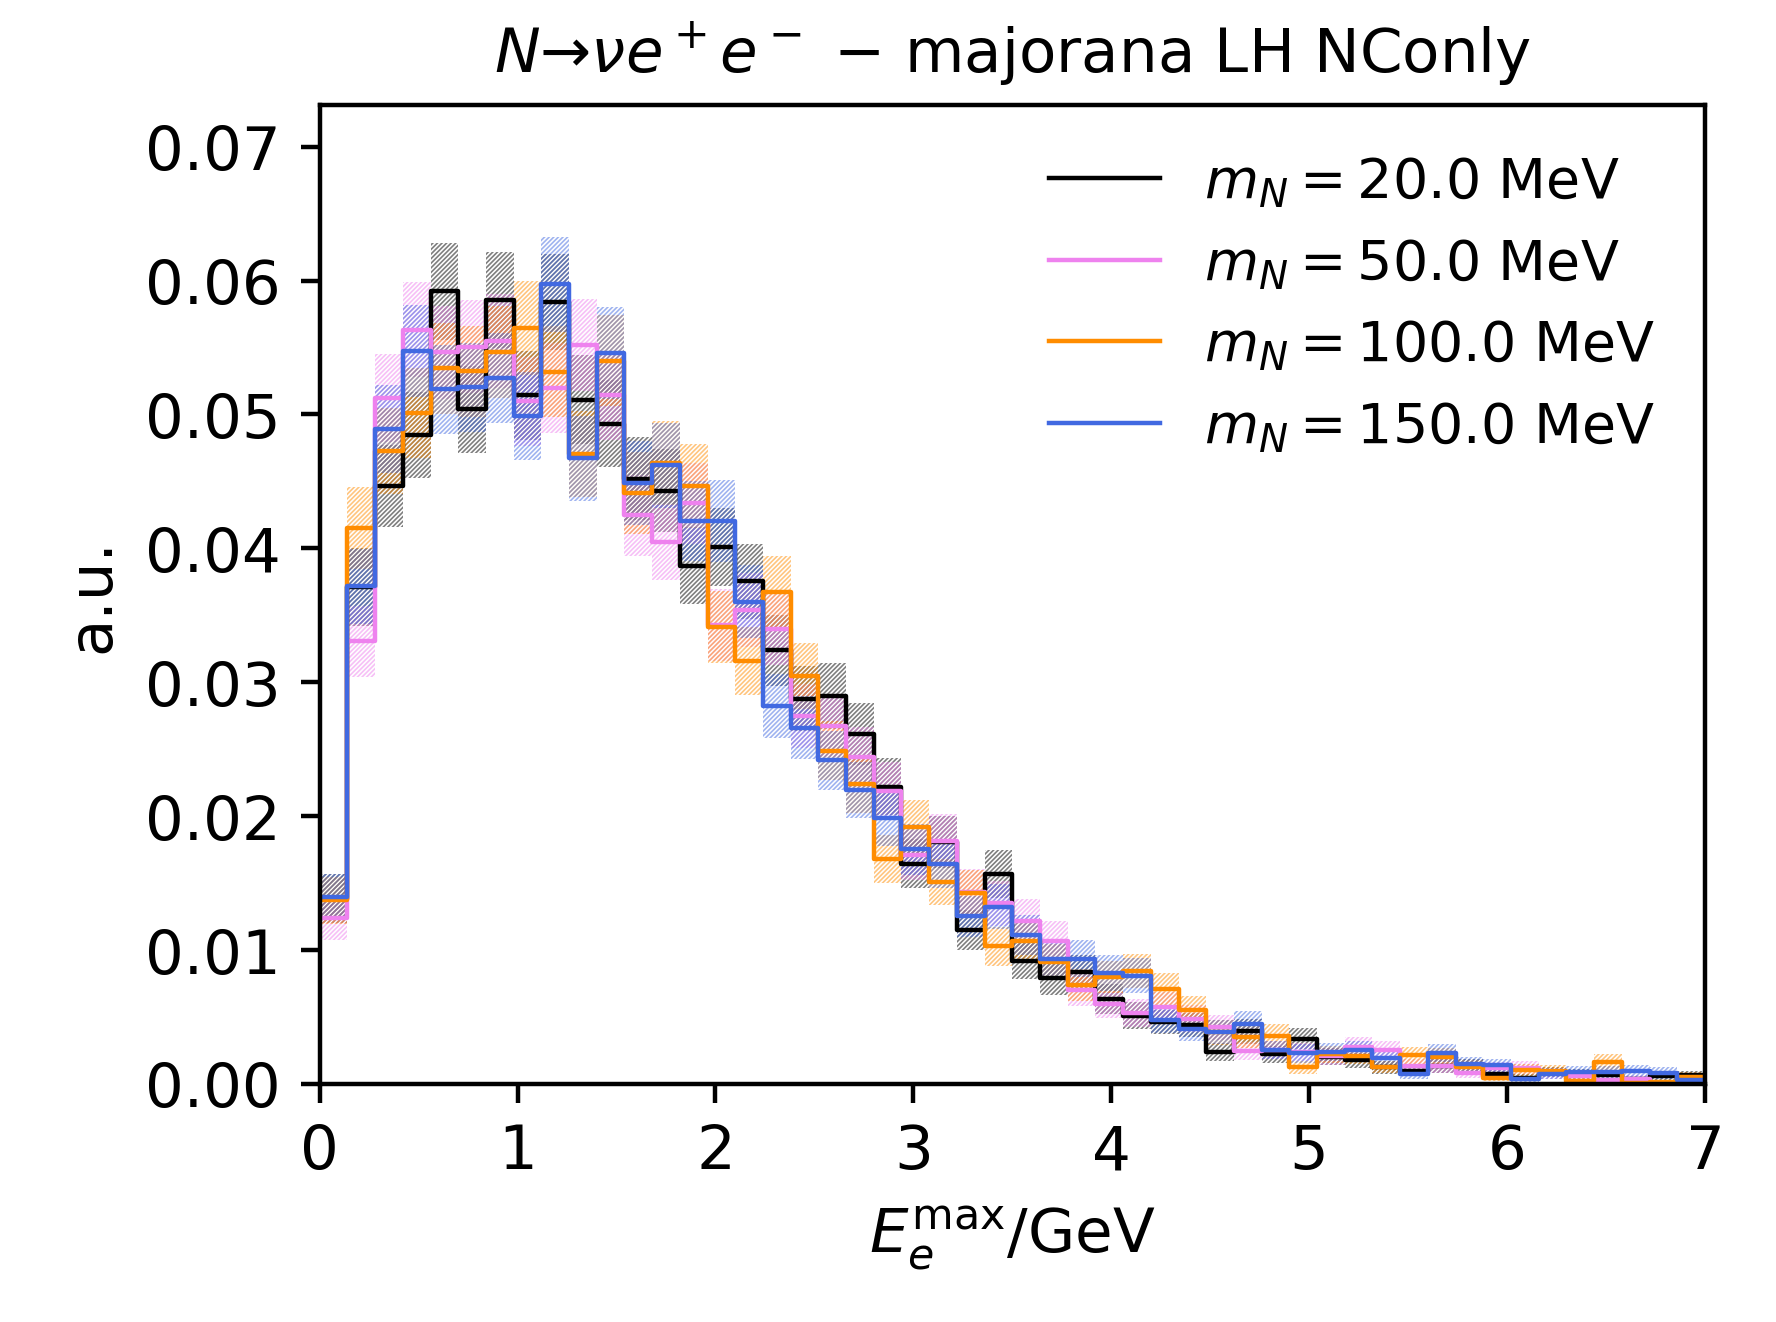 N→νe⁺e⁻ − majorana LH NConly
a.u.
0.07
0.06
0.05
0.04
0.03
0.02
0.01
0.00
m_N = 20.0 MeV
m_N = 50.0 MeV
m_N = 100.0 MeV
m_N = 150.0 MeV
0 1 2 3 4 5 6 7
E_e^max/GeV